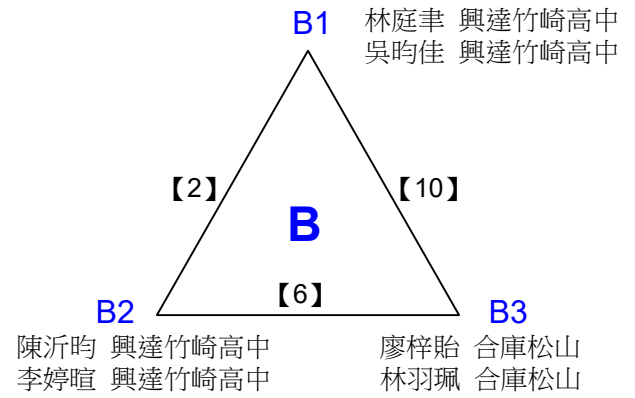 B1
林庭聿 興達竹崎高中
吳昀佳 興達竹崎高中
【2】
【10】
B
【6】
B2
B3
陳沂昀 興達竹崎高中
李婷暄 興達竹崎高中
廖梓貽 合庫松山
林羽珮 合庫松山